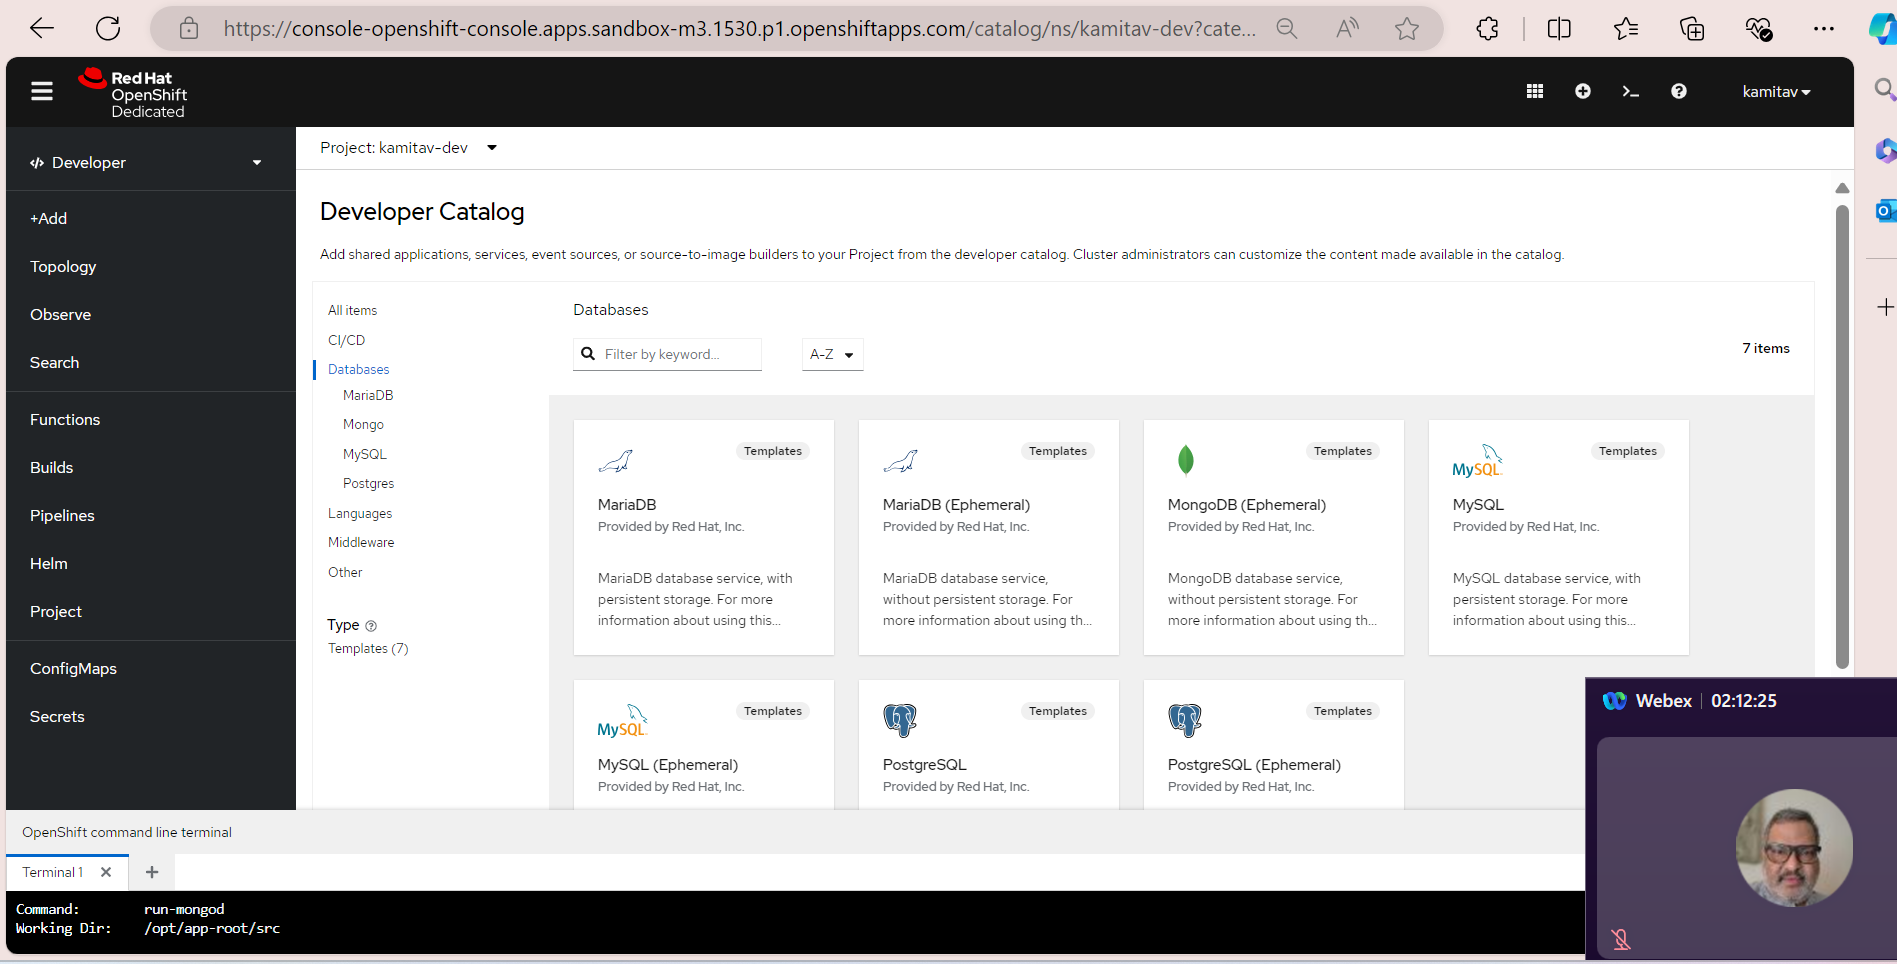 https://console-openshift-console.apps.sandbox-m3.1530.p1.openshiftapps.com/catalog/ns/kamitav-dev?cate...
Red Hat
OpenShift
Dedicated
kamitav
Developer
+Add
Topology
Observe
Search
Functions
Builds
Pipelines
Helm
Project
ConfigMaps
Secrets
Project: kamitav-dev
Developer Catalog
Add shared applications, services, event sources, or source-to-image builders to your Project from the developer catalog. Cluster administrators can customize the content made available in the catalog.
All items
CI/CD
Databases
MariaDB
Mongo
MySQL
Postgres
Languages
Middleware
Other
Type
Templates (7)
Databases
Filter by keyword...
A-Z
7 items
Templates
MariaDB
Provided by Red Hat, Inc.
MariaDB database service, with
persistent storage. For more
information about using this...
Templates
MariaDB (Ephemeral)
Provided by Red Hat, Inc.
MariaDB database service,
without persistent storage. For
more information about using th...
Templates
MongoDB (Ephemeral)
Provided by Red Hat, Inc.
MongoDB database service,
without persistent storage. For
more information about using th...
MySQL
Templates
MySQL
Provided by Red Hat, Inc.
MySQL database service, with
persistent storage. For more
information about using this...
MySQL
Templates
MySQL (Ephemeral)
Provided by Red Hat, Inc.
Templates
PostgreSQL
Provided by Red Hat, Inc.
Templates
PostgreSQL (Ephemeral)
Provided by Red Hat, Inc.
Webex | 02:12:25
OpenShift command line terminal
Terminal 1
Command: run-mongod
Working Dir: /opt/app-root/src